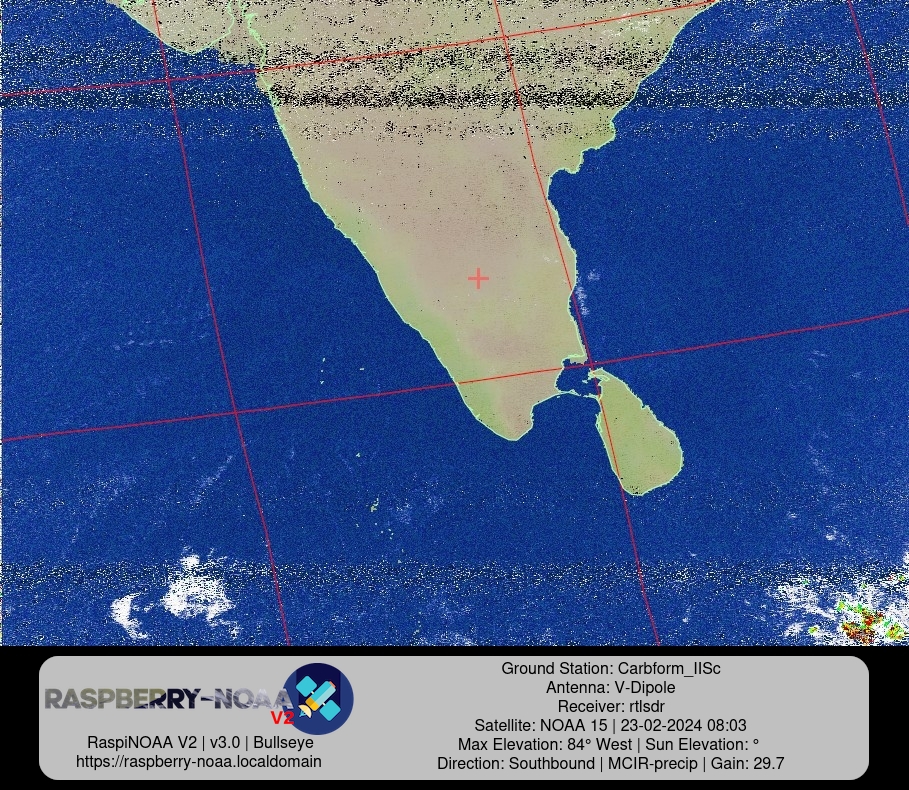 RASPBERRY-NOAA
V2
RaspiNOAA V2 | v3.0 | Bullseye
https://raspberry-noaa.localdomain
Ground Station: Carbform_IISc
Antenna: V-Dipole
Receiver: rtlsdr
Satellite: NOAA 15 | 23-02-2024 08:03
Max Elevation: 84° West | Sun Elevation: °
Direction: Southbound | MCIR-precip | Gain: 29.7